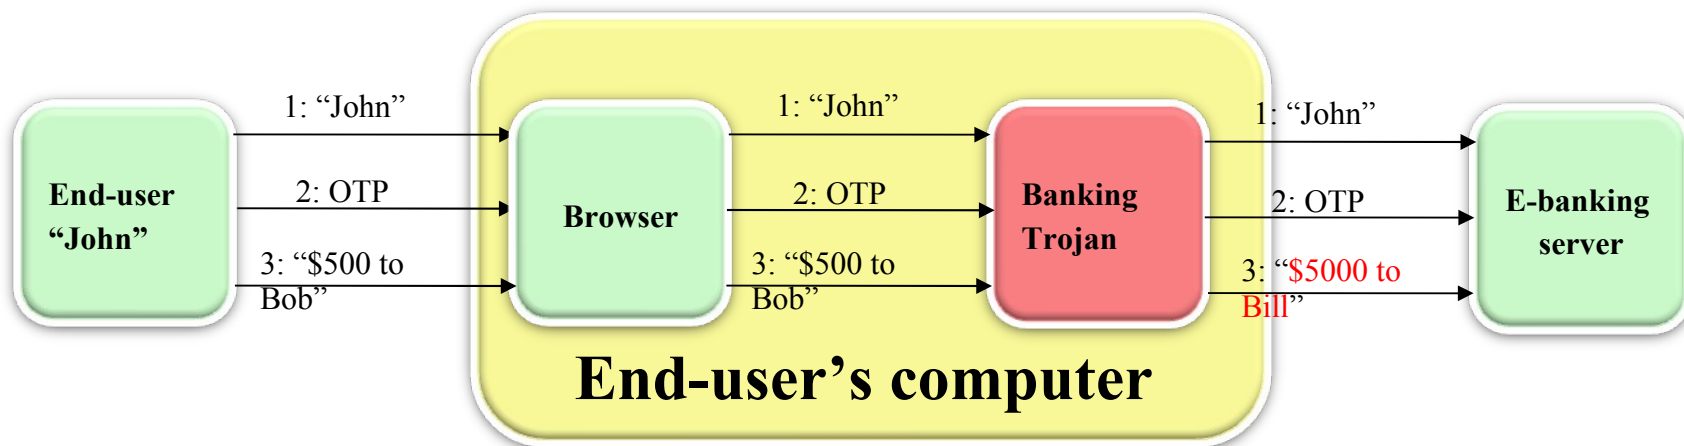 1: “John”
1: “John”
1: “John”
End-user
“John”
2: OTP
Browser
2: OTP
Banking
Trojan
2: OTP
E-banking
server
3: “$500 to
Bob”
3: “$500 to
Bob”
3: “$5000 to
Bill”
End-user’s computer